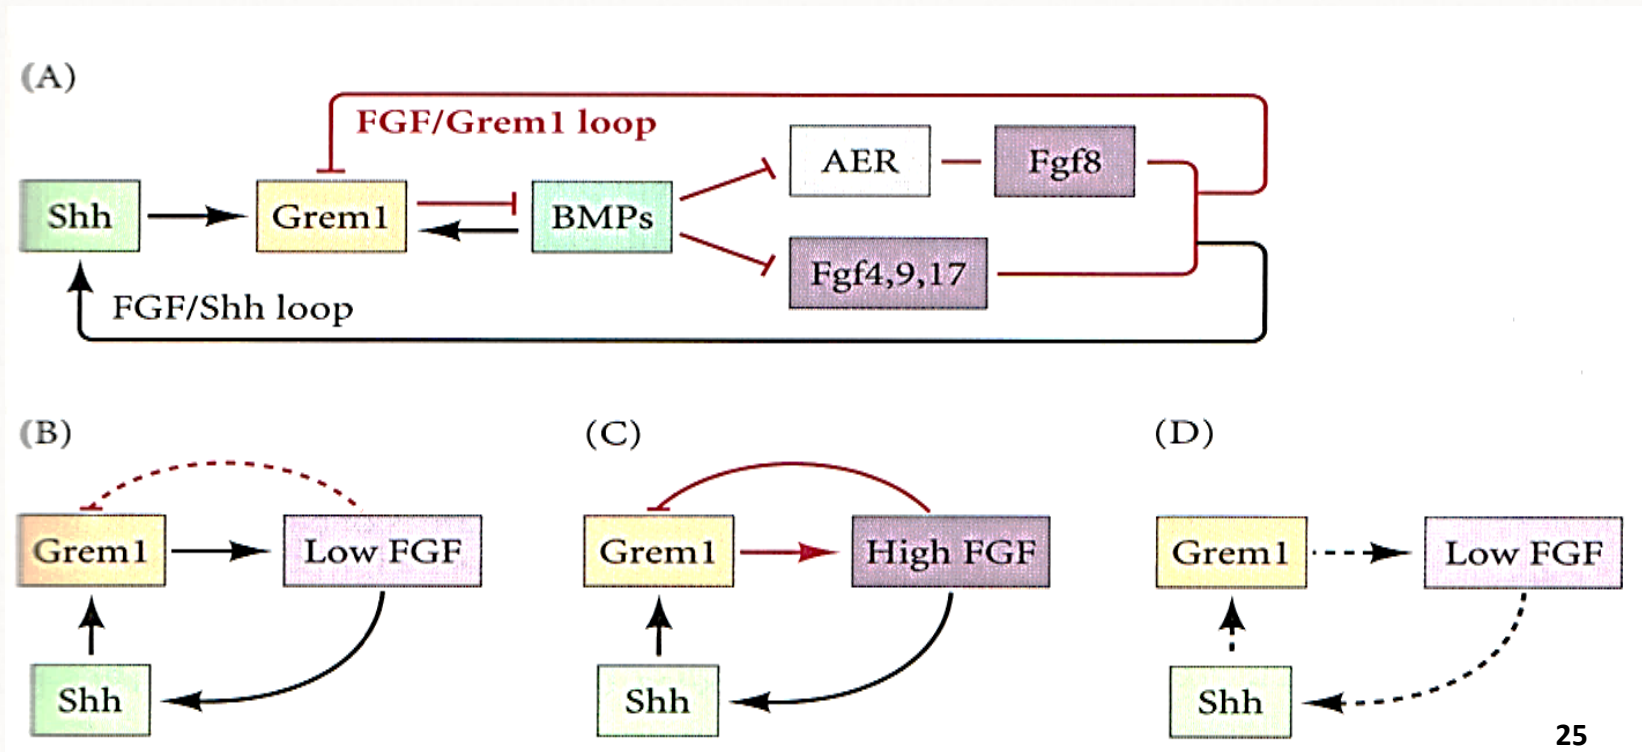 (A)
FGF/Grem1 loop
AER
Fgf8
Shh
Grem1
BMPs
Fgf4,9,17
FGF/Shh loop
(B)
(C)
(D)
Grem1
Low FGF
Grem1
High FGF
Grem1
Low FGF
Shh
Shh
Shh
25